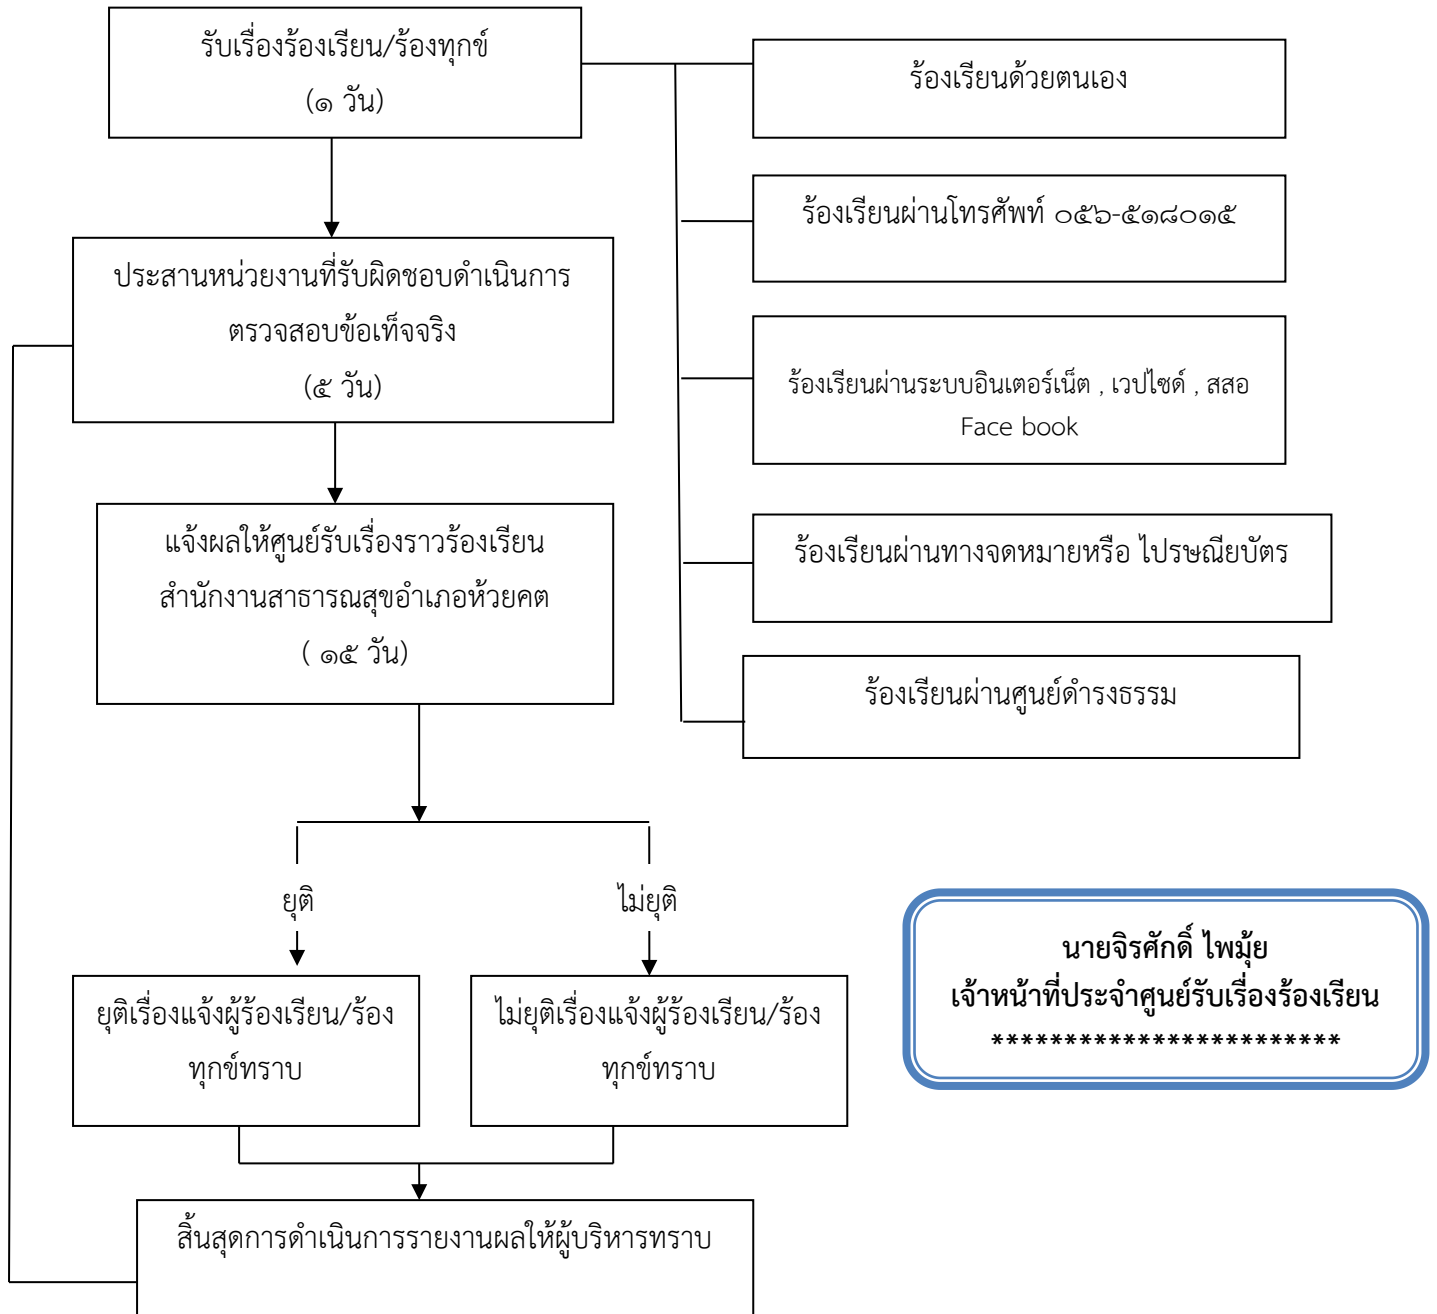 รับเรื่องร้องเรียน/ร้องทุกข์
(๑ วัน)
ร้องเรียนด้วยตนเอง
ร้องเรียนผ่านโทรศัพท์ ๐๕๖-๕๑๘๐๑๕
ประสานหน่วยงานที่รับผิดชอบดำเนินการ
ตรวจสอบข้อเท็จจริง
(๕ วัน)
ร้องเรียนผ่านระบบอินเตอร์เน็ต , เวปไซด์ , สสอ
Face book
แจ้งผลให้ศูนย์รับเรื่องราวร้องเรียน
สำนักงานสาธารณสุขอำเภอห้วยคต
( ๑๕ วัน)
ร้องเรียนผ่านทางจดหมายหรือ ไปรษณียบัตร
ร้องเรียนผ่านศูนย์ดำรงธรรม
ยุติ
ไม่ยุติ
ยุติเรื่องแจ้งผู้ร้องเรียน/ร้อง
ทุกข์ทราบ
ไม่ยุติเรื่องแจ้งผู้ร้องเรียน/ร้อง
ทุกข์ทราบ
นายจิรศักดิ์ ไพมุ้ย
เจ้าหน้าที่ประจำศูนย์รับเรื่องร้องเรียน
************************
สิ้นสุดการดำเนินการรายงานผลให้ผู้บริหารทราบ